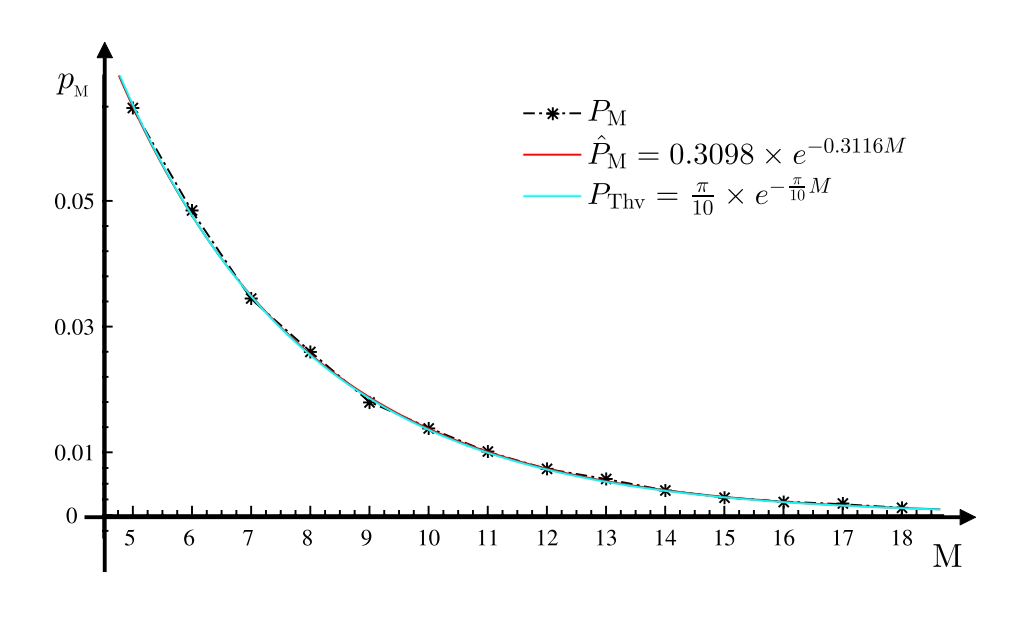 p_M
P_M
P̂_M = 0.3098 × e^{−0.3116M}
P_Thv = π/10 × e^{−π/10 M}
0.05
0.03
0.01
0
5 6 7 8 9 10 11 12 13 14 15 16 17 18
M